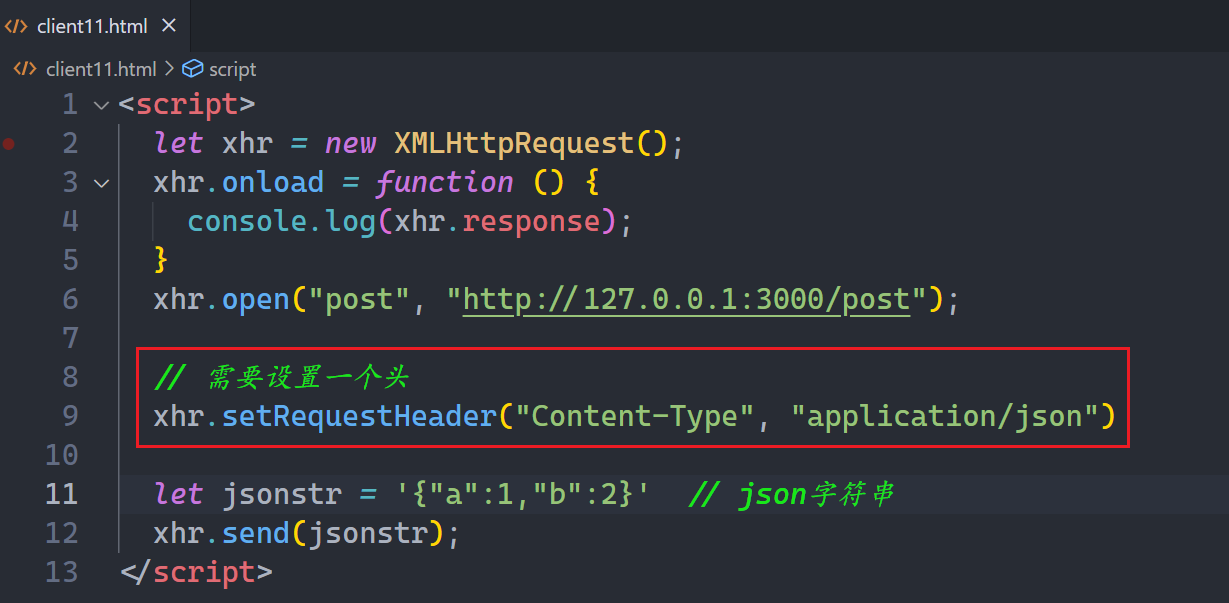 client11.html
client11.html > script
1 <script>
2 let xhr = new XMLHttpRequest();
3 xhr.onload = function () {
4 console.log(xhr.response);
5 }
6 xhr.open("post", "http://127.0.0.1:3000/post");
7
8 // 需要设置一个头
9 xhr.setRequestHeader("Content-Type", "application/json")
10
11 let jsonstr = '{"a":1,"b":2}' // json字符串
12 xhr.send(jsonstr);
13 </script>